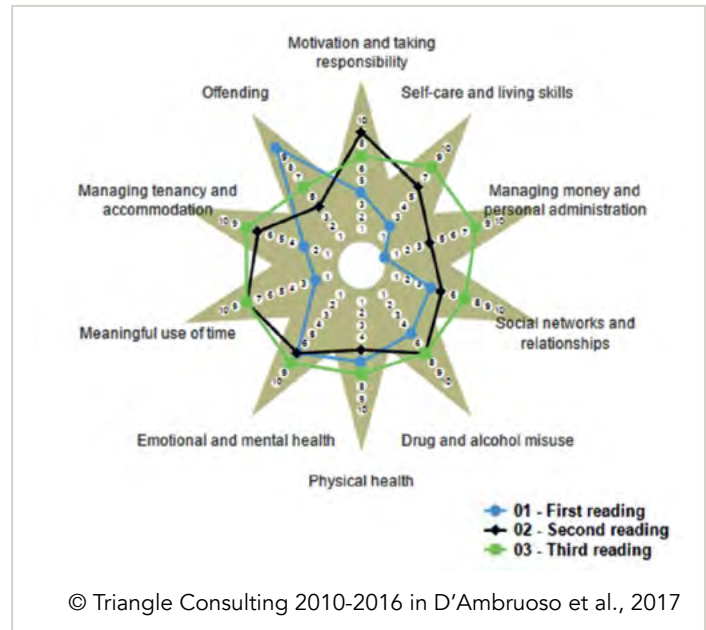 Motivation and taking
responsibility
Offending
Self-care and living skills
Managing tenancy and
accommodation
Managing money and
personal administration
Meaningful use of time
Social networks and
relationships
Emotional and mental health
Drug and alcohol misuse
Physical health
01 - First reading
02 - Second reading
03 - Third reading
© Triangle Consulting 2010-2016 in D’Ambruoso et al., 2017